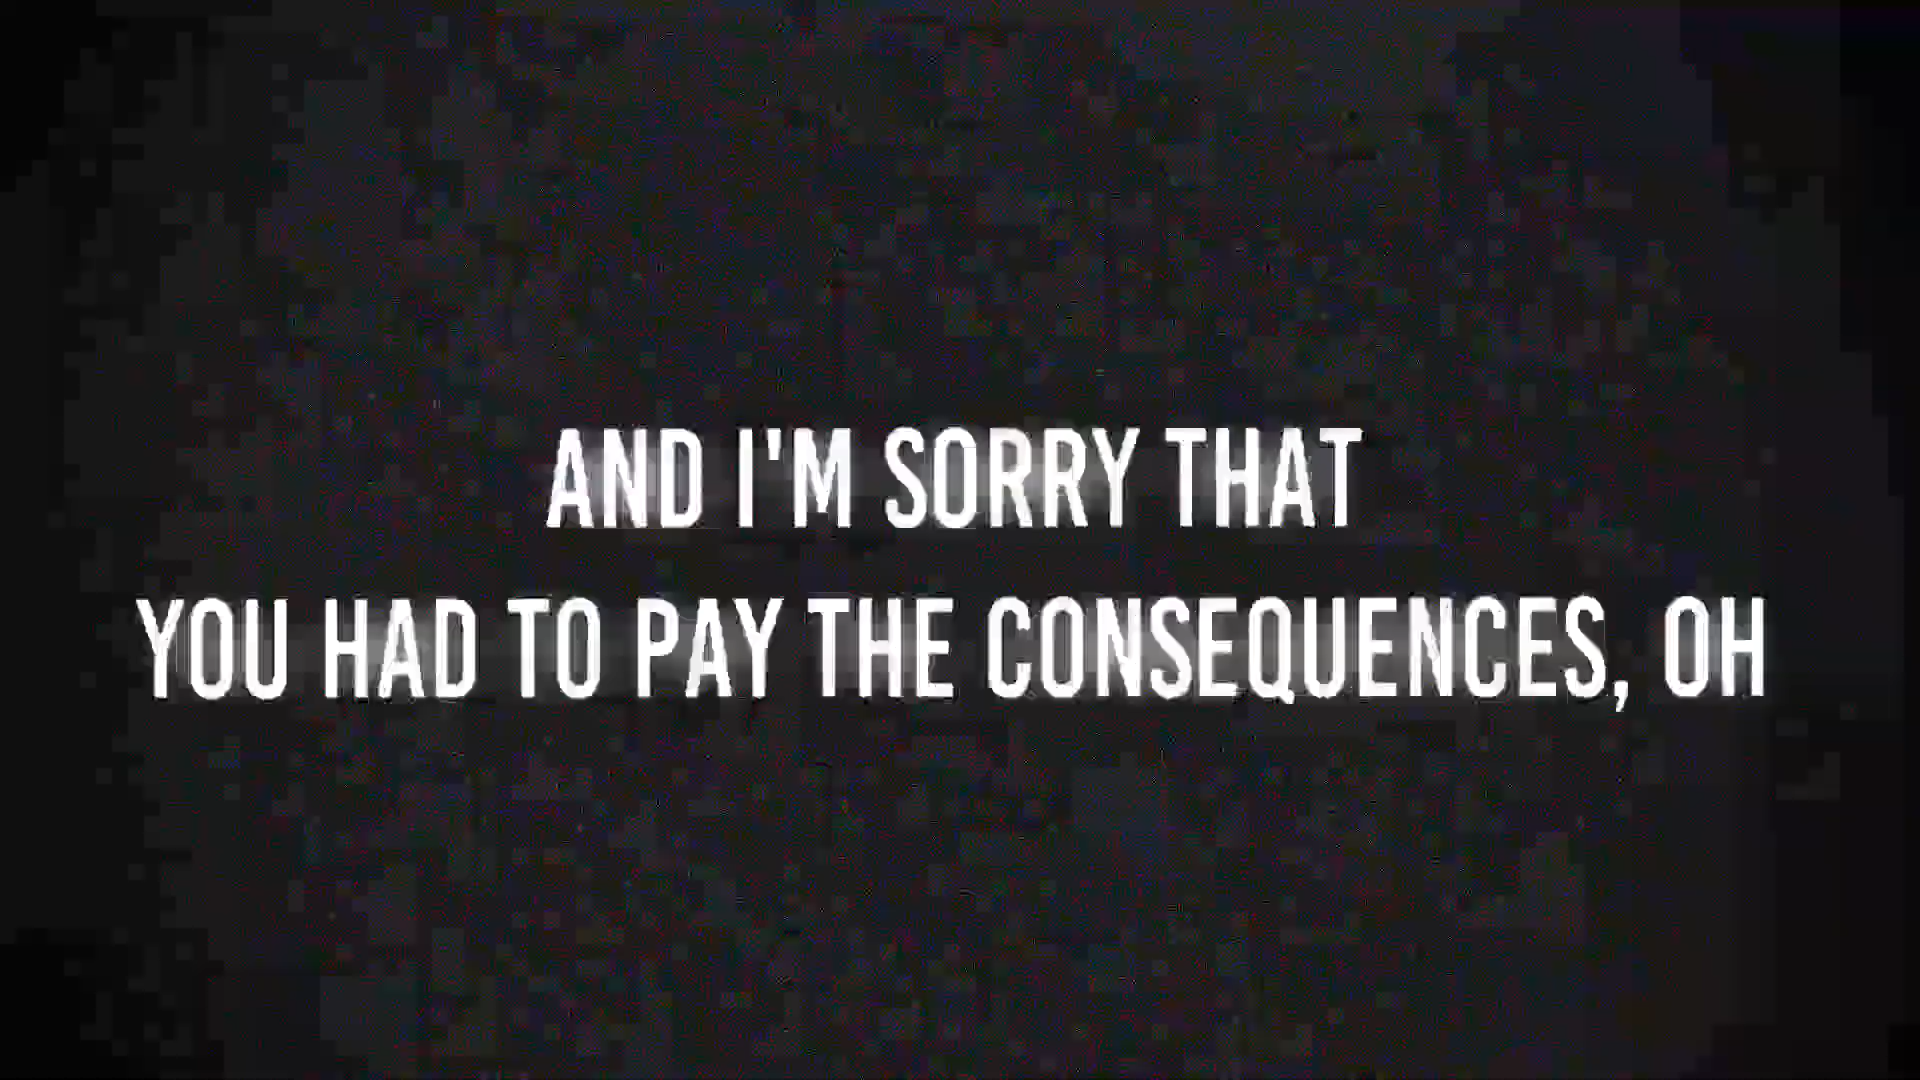 AND I'M SORRY THAT
YOU HAD TO PAY THE CONSEQUENCES, OH